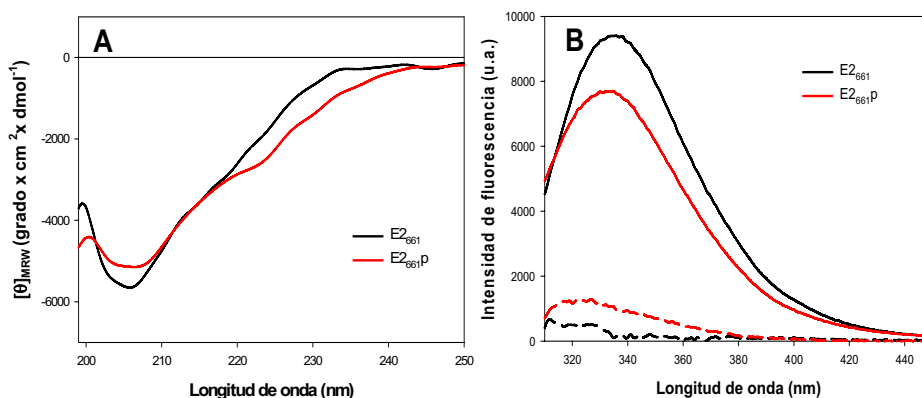 A
[θ]MRW (grado x cm² x dmol⁻¹)
0
-2000
-4000
-6000
E2₆₆₁
E2₆₆₁p
200 210 220 230 240 250
Longitud de onda (nm)
B
Intensidad de fluorescencia (u.a.)
10000
8000
6000
4000
2000
0
E2₆₆₁
E2₆₆₁p
320 340 360 380 400 420 440
Longitud de onda (nm)